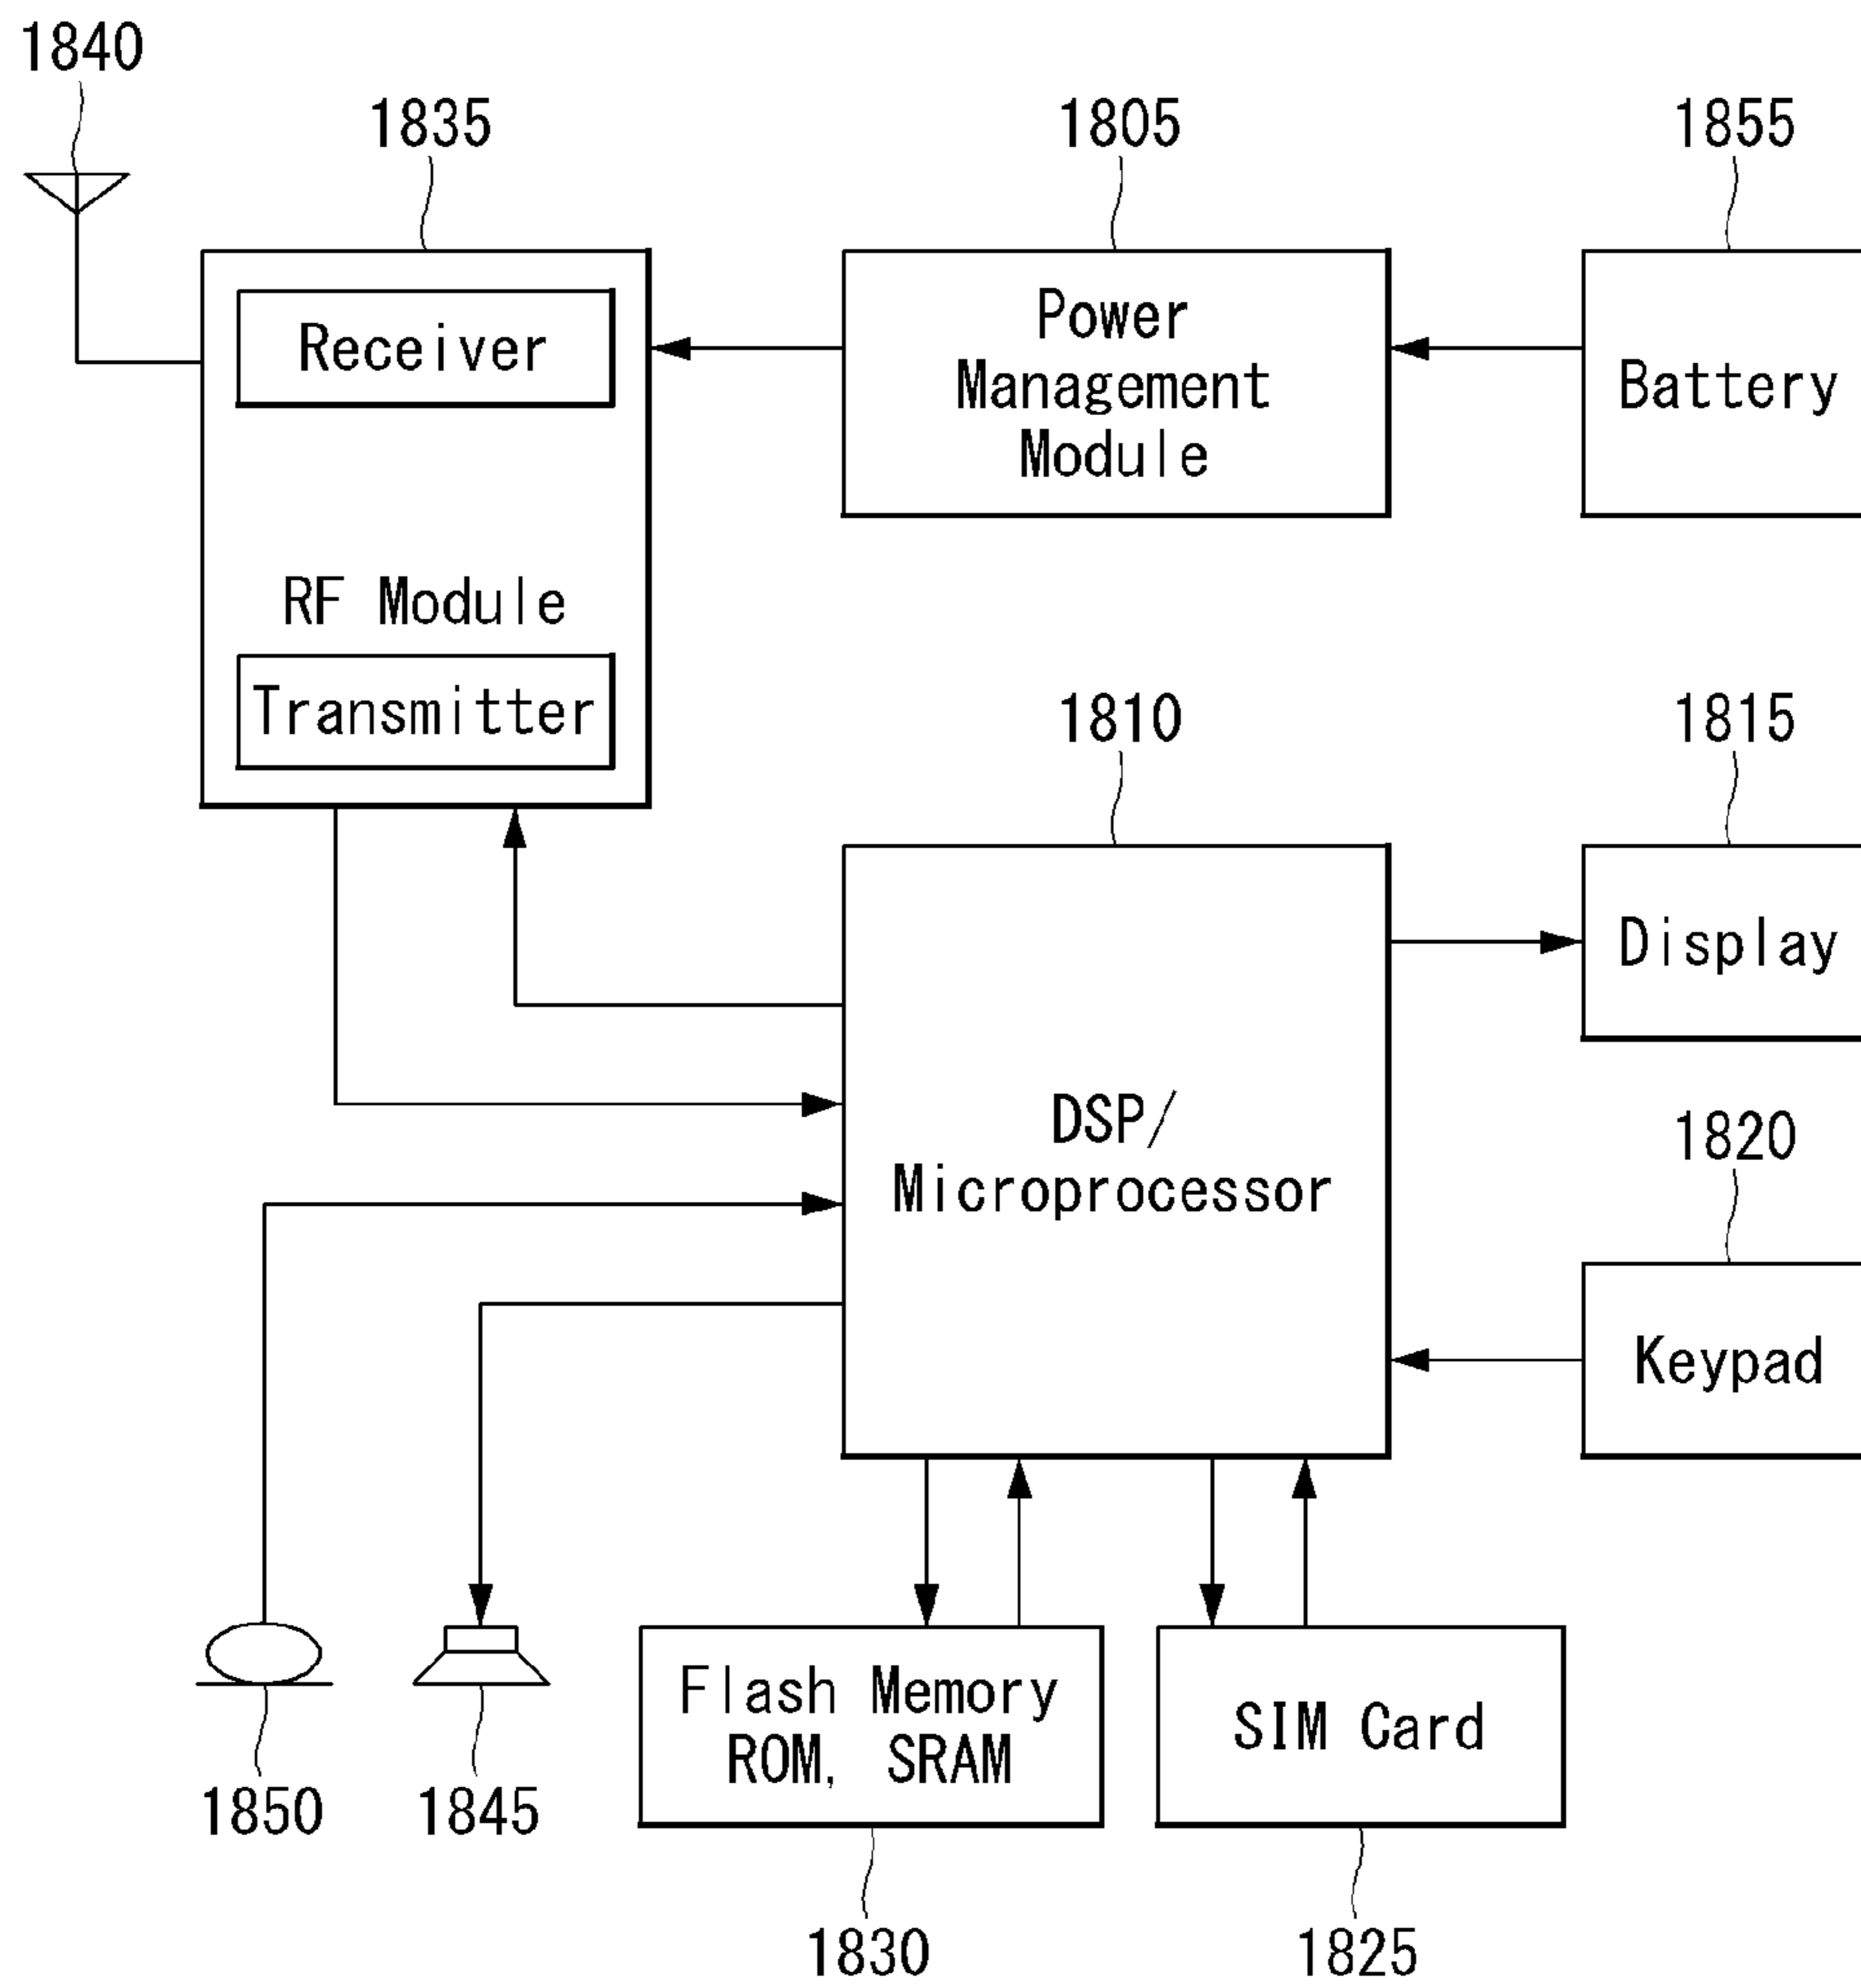 1840
1835
1805
1855
Receiver
Power
Management
Module
Battery
RF Module
Transmitter
1810
1815
Display
DSP/
Microprocessor
1820
Keypad
Flash Memory
ROM, SRAM
SIM Card
1850
1845
1830
1825